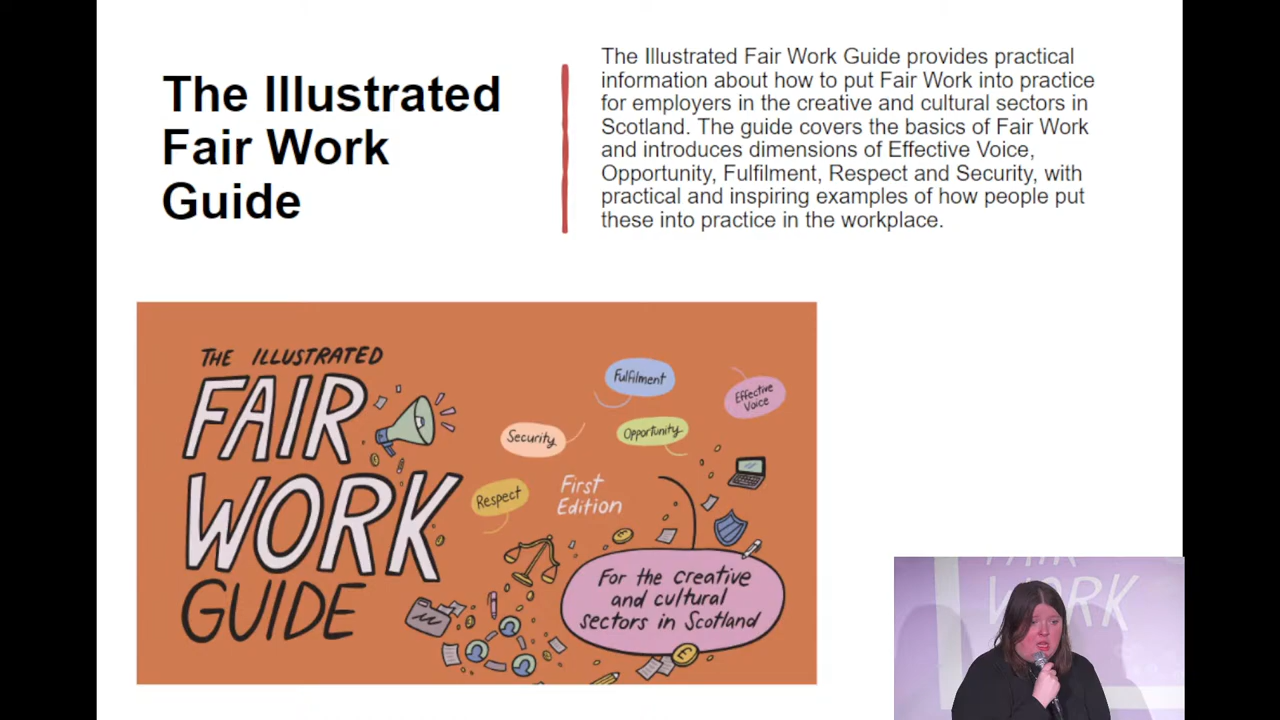 The Illustrated
Fair Work
Guide
The Illustrated Fair Work Guide provides practical
information about how to put Fair Work into practice
for employers in the creative and cultural sectors in
Scotland. The guide covers the basics of Fair Work
and introduces dimensions of Effective Voice,
Opportunity, Fulfilment, Respect and Security, with
practical and inspiring examples of how people put
these into practice in the workplace.
THE ILLUSTRATED
FAIR
WORK
GUIDE
Fulfilment
Effective
Voice
Security
Opportunity
Respect
First
Edition
For the creative
and cultural
sectors in Scotland
£
£
WORK